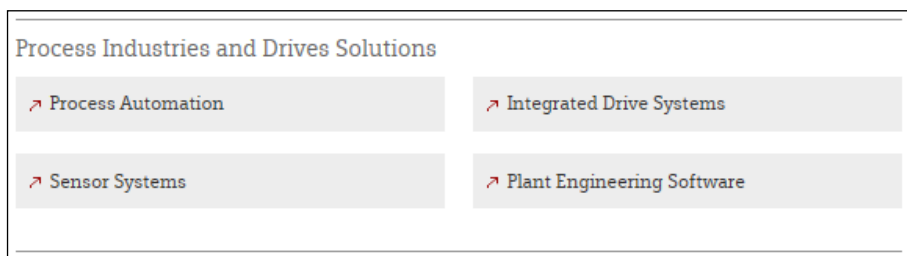 Process Industries and Drives Solutions
Process Automation
Integrated Drive Systems
Sensor Systems
Plant Engineering Software